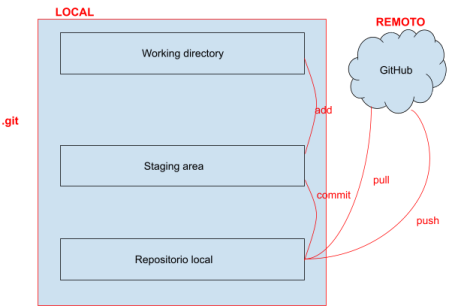 LOCAL
REMOTO
Working directory
GitHub
add
.git
Staging area
pull
commit
push
Repositorio local